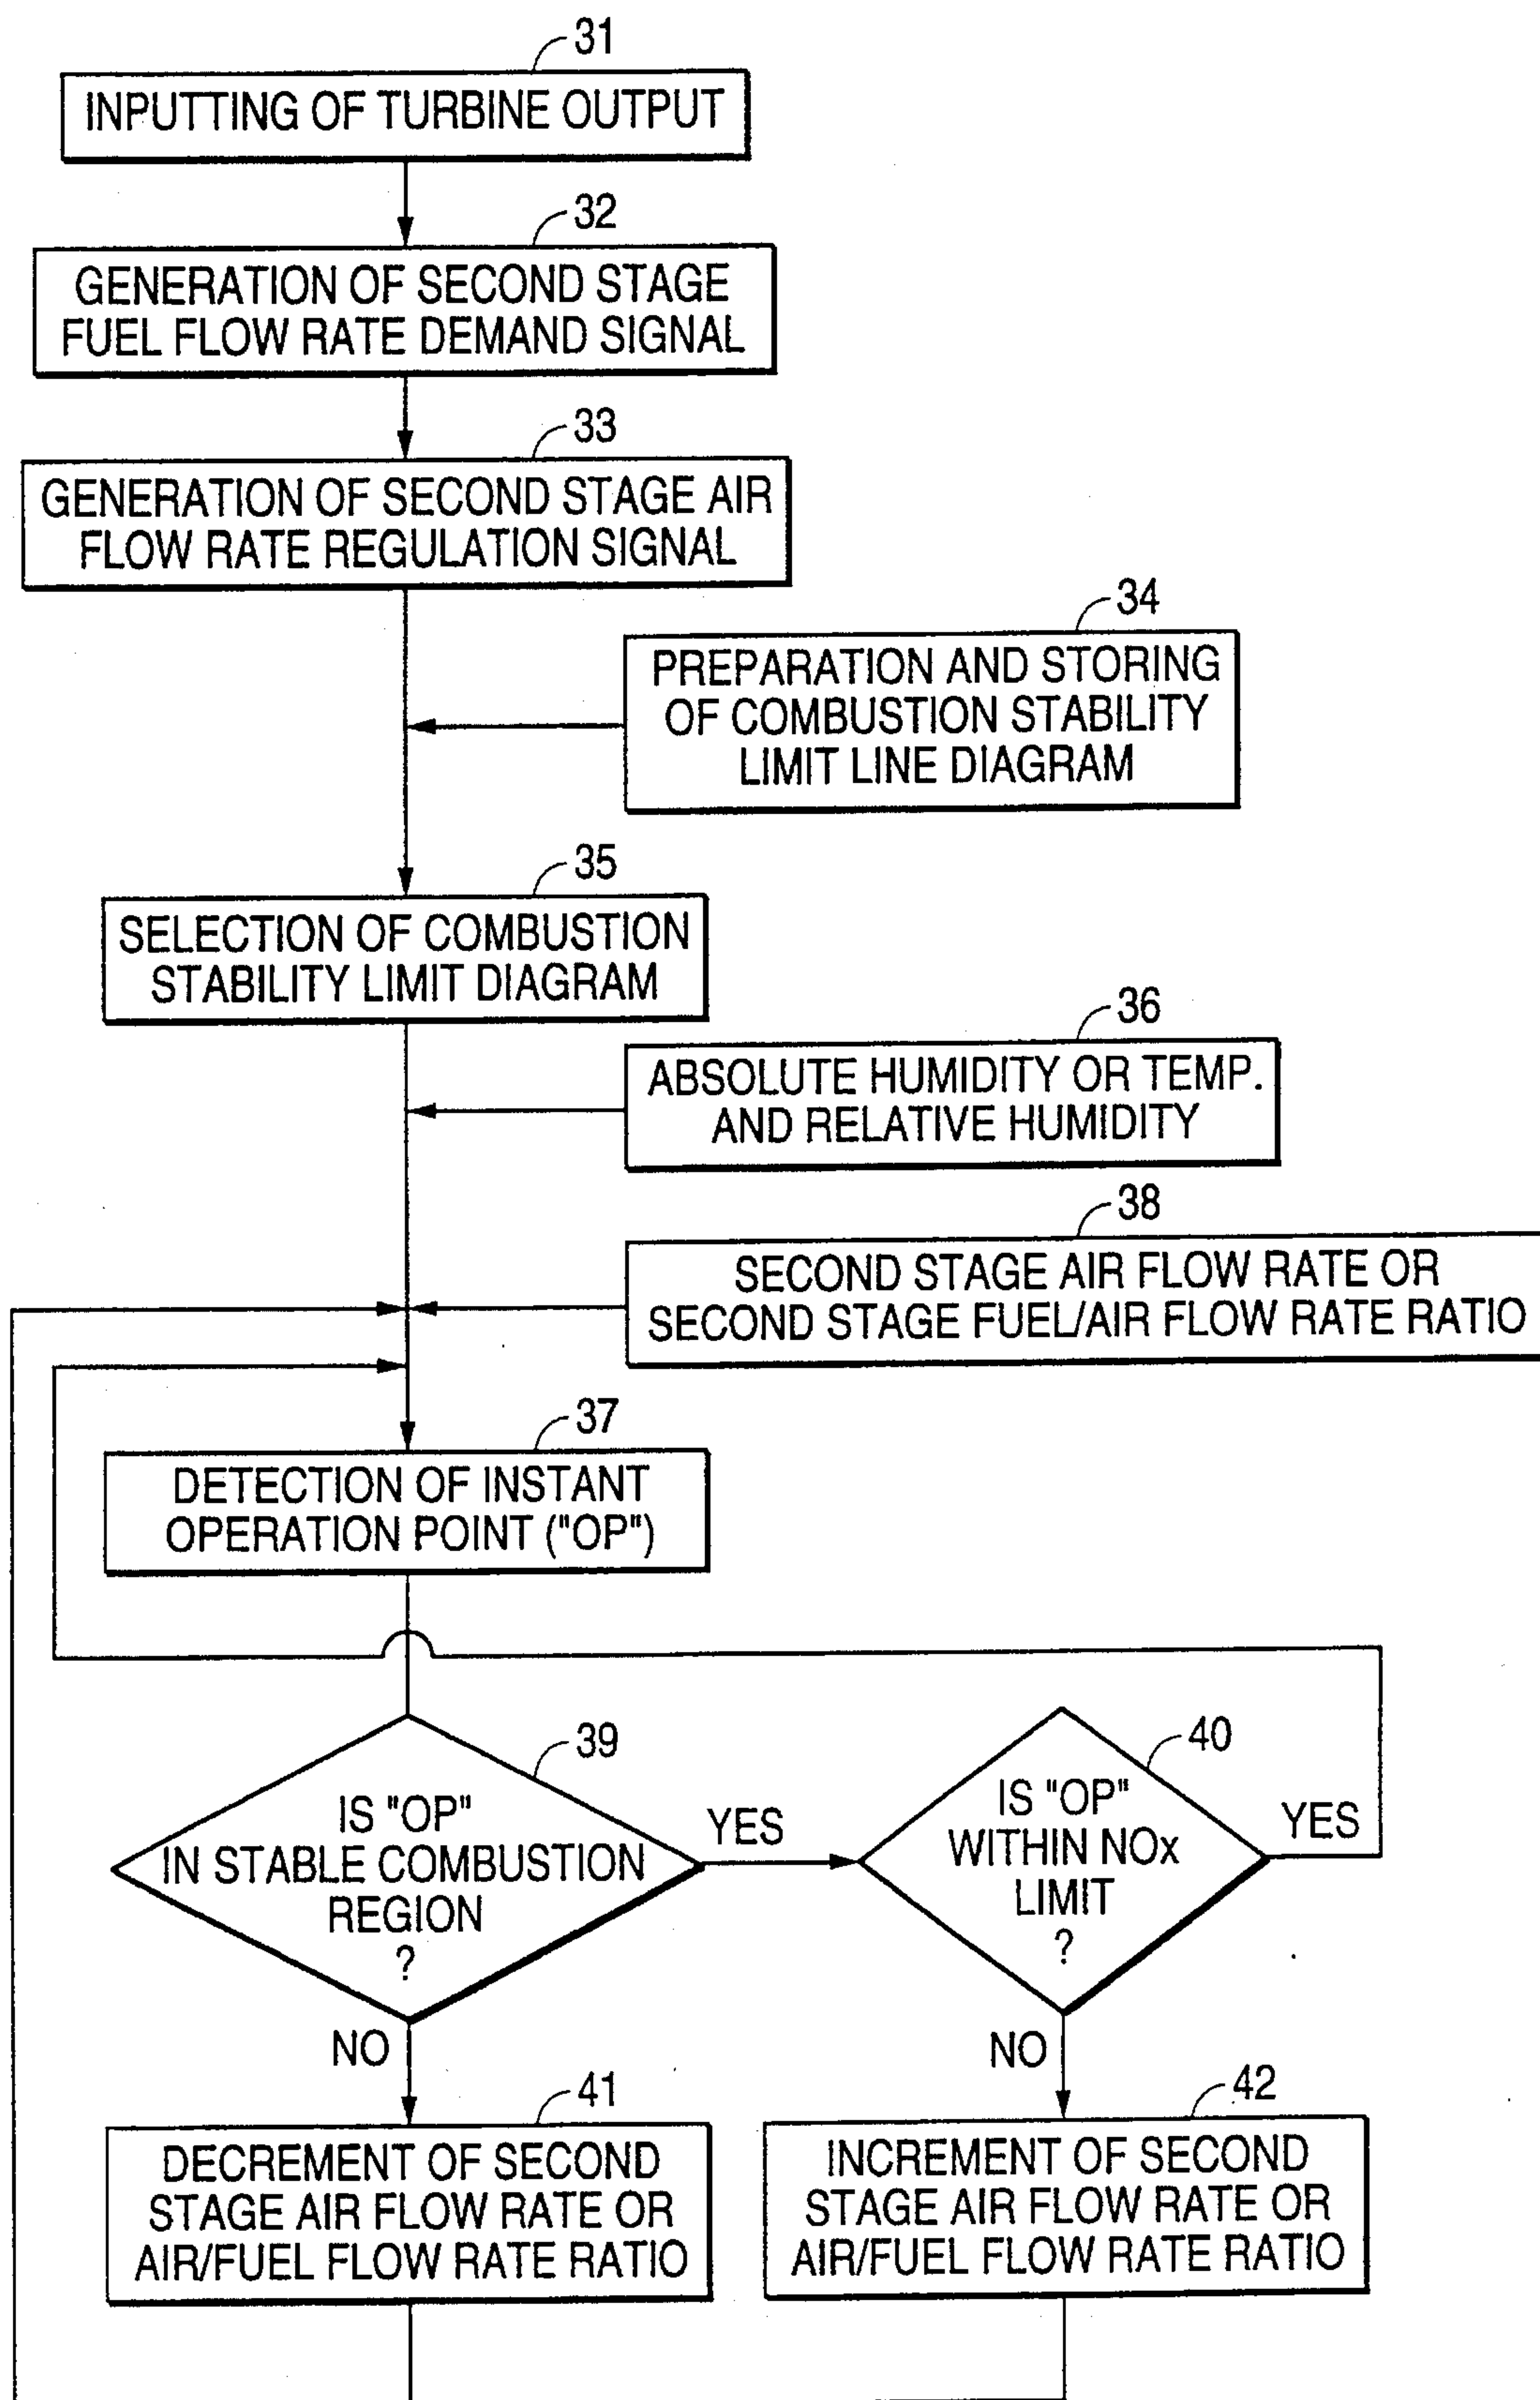 31
INPUTTING OF TURBINE OUTPUT
32
GENERATION OF SECOND STAGE
FUEL FLOW RATE DEMAND SIGNAL
33
GENERATION OF SECOND STAGE AIR
FLOW RATE REGULATION SIGNAL
34
PREPARATION AND STORING
OF COMBUSTION STABILITY
LIMIT LINE DIAGRAM
35
SELECTION OF COMBUSTION
STABILITY LIMIT DIAGRAM
36
ABSOLUTE HUMIDITY OR TEMP.
AND RELATIVE HUMIDITY
38
SECOND STAGE AIR FLOW RATE OR
SECOND STAGE FUEL/AIR FLOW RATE RATIO
37
DETECTION OF INSTANT
OPERATION POINT ("OP")
39
IS "OP"
IN STABLE COMBUSTION
REGION
?
YES
40
IS "OP"
WITHIN NOx
LIMIT
?
YES
NO
NO
41
DECREMENT OF SECOND
STAGE AIR FLOW RATE OR
AIR/FUEL FLOW RATE RATIO
42
INCREMENT OF SECOND
STAGE AIR FLOW RATE OR
AIR/FUEL FLOW RATE RATIO